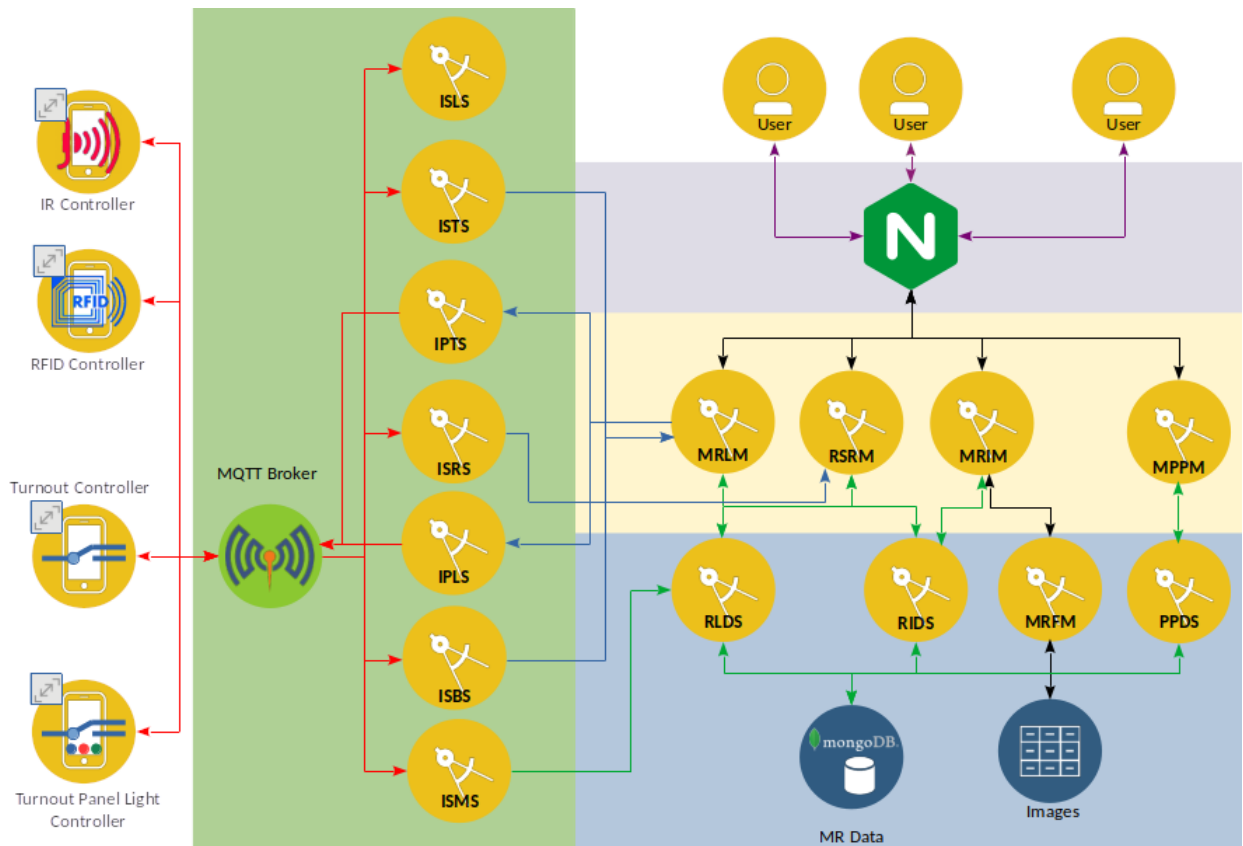 ISLS
User
User
User
IR Controller
ISTS
N
RFID
RFID Controller
IPTS
MRLM
RSRM
MRIM
MPPM
ISRS
MQTT Broker
Turnout Controller
IPLS
RLDS
RIDS
MRFM
PPDS
ISBS
mongoDB.
Turnout Panel Light
Controller
ISMS
Images
MR Data